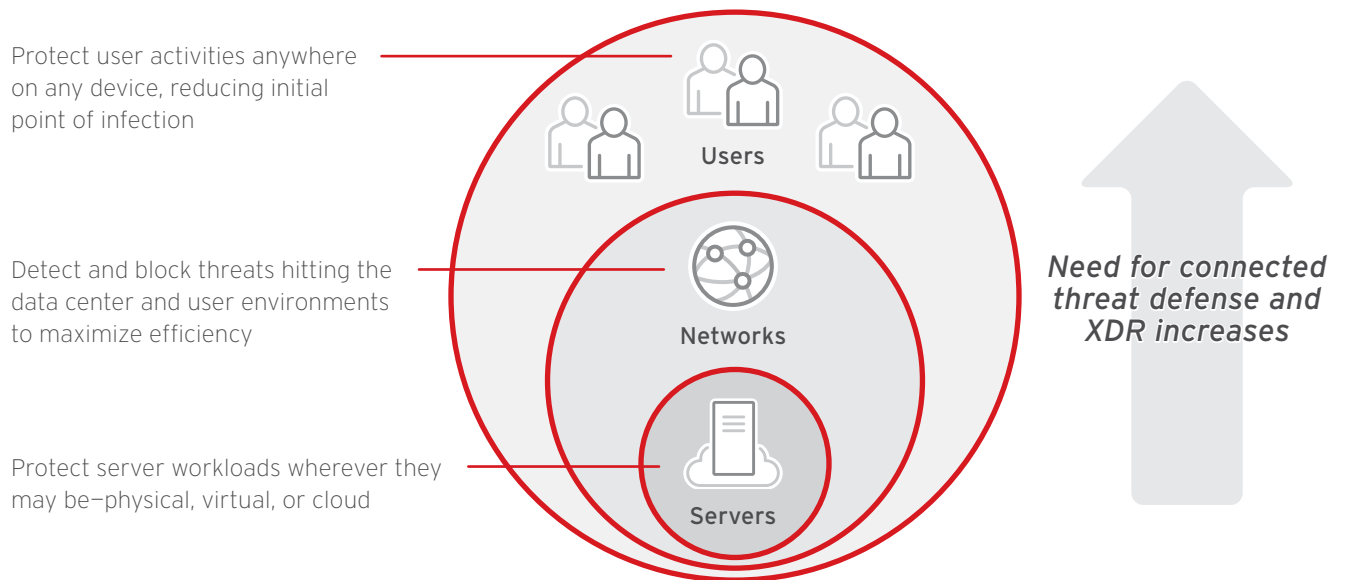 Protect user activities anywhere
on any device, reducing initial
point of infection
Users
Detect and block threats hitting the
data center and user environments
to maximize efficiency
Networks
Need for connected
threat defense and
XDR increases
Protect server workloads wherever they
may be—physical, virtual, or cloud
Servers